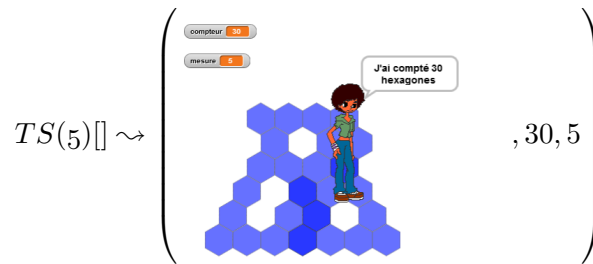 compteur 30
mesure 5
J'ai compté 30
hexagones
TS(5)[] ⤳ ( , 30, 5 )